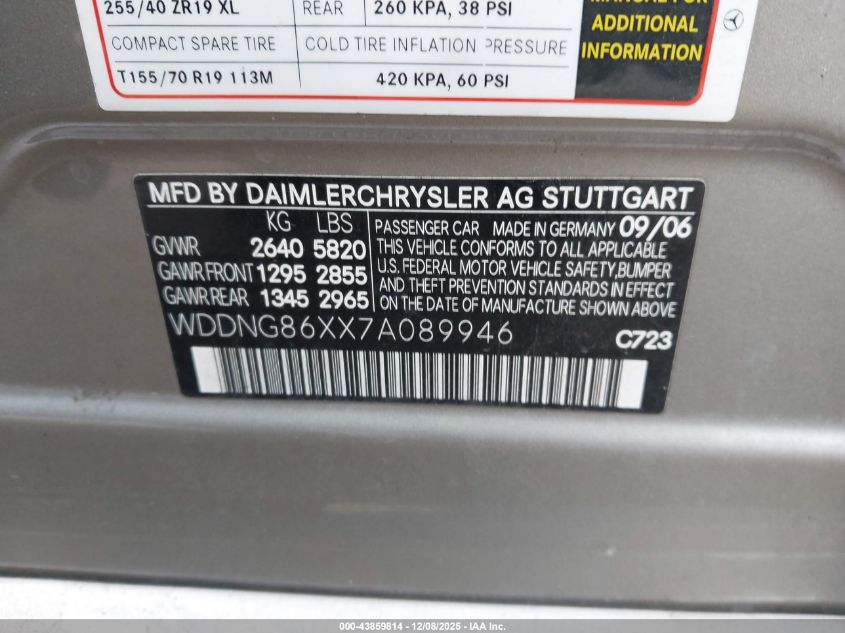 255/40 ZR19 XL REAR 260 KPA, 38 PSI
MANUAL FOR
ADDITIONAL
INFORMATION
COMPACT SPARE TIRE COLD TIRE INFLATION PRESSURE
T155/70 R19 113M 420 KPA, 60 PSI
MFD BY DAIMLERCHRYSLER AG STUTTGART
KG LBS
GVWR 2640 5820
GAWR FRONT 1295 2855
GAWR REAR 1345 2965
PASSENGER CAR MADE IN GERMANY 09/06
THIS VEHICLE CONFORMS TO ALL APPLICABLE
U.S. FEDERAL MOTOR VEHICLE SAFETY,BUMPER
AND THEFT PREVENTION STANDARDS IN EFFECT
ON THE DATE OF MANUFACTURE SHOWN ABOVE
WDDNG86XX7A089946
C723
000-43859814 - 12/08/2025 - IAA Inc.